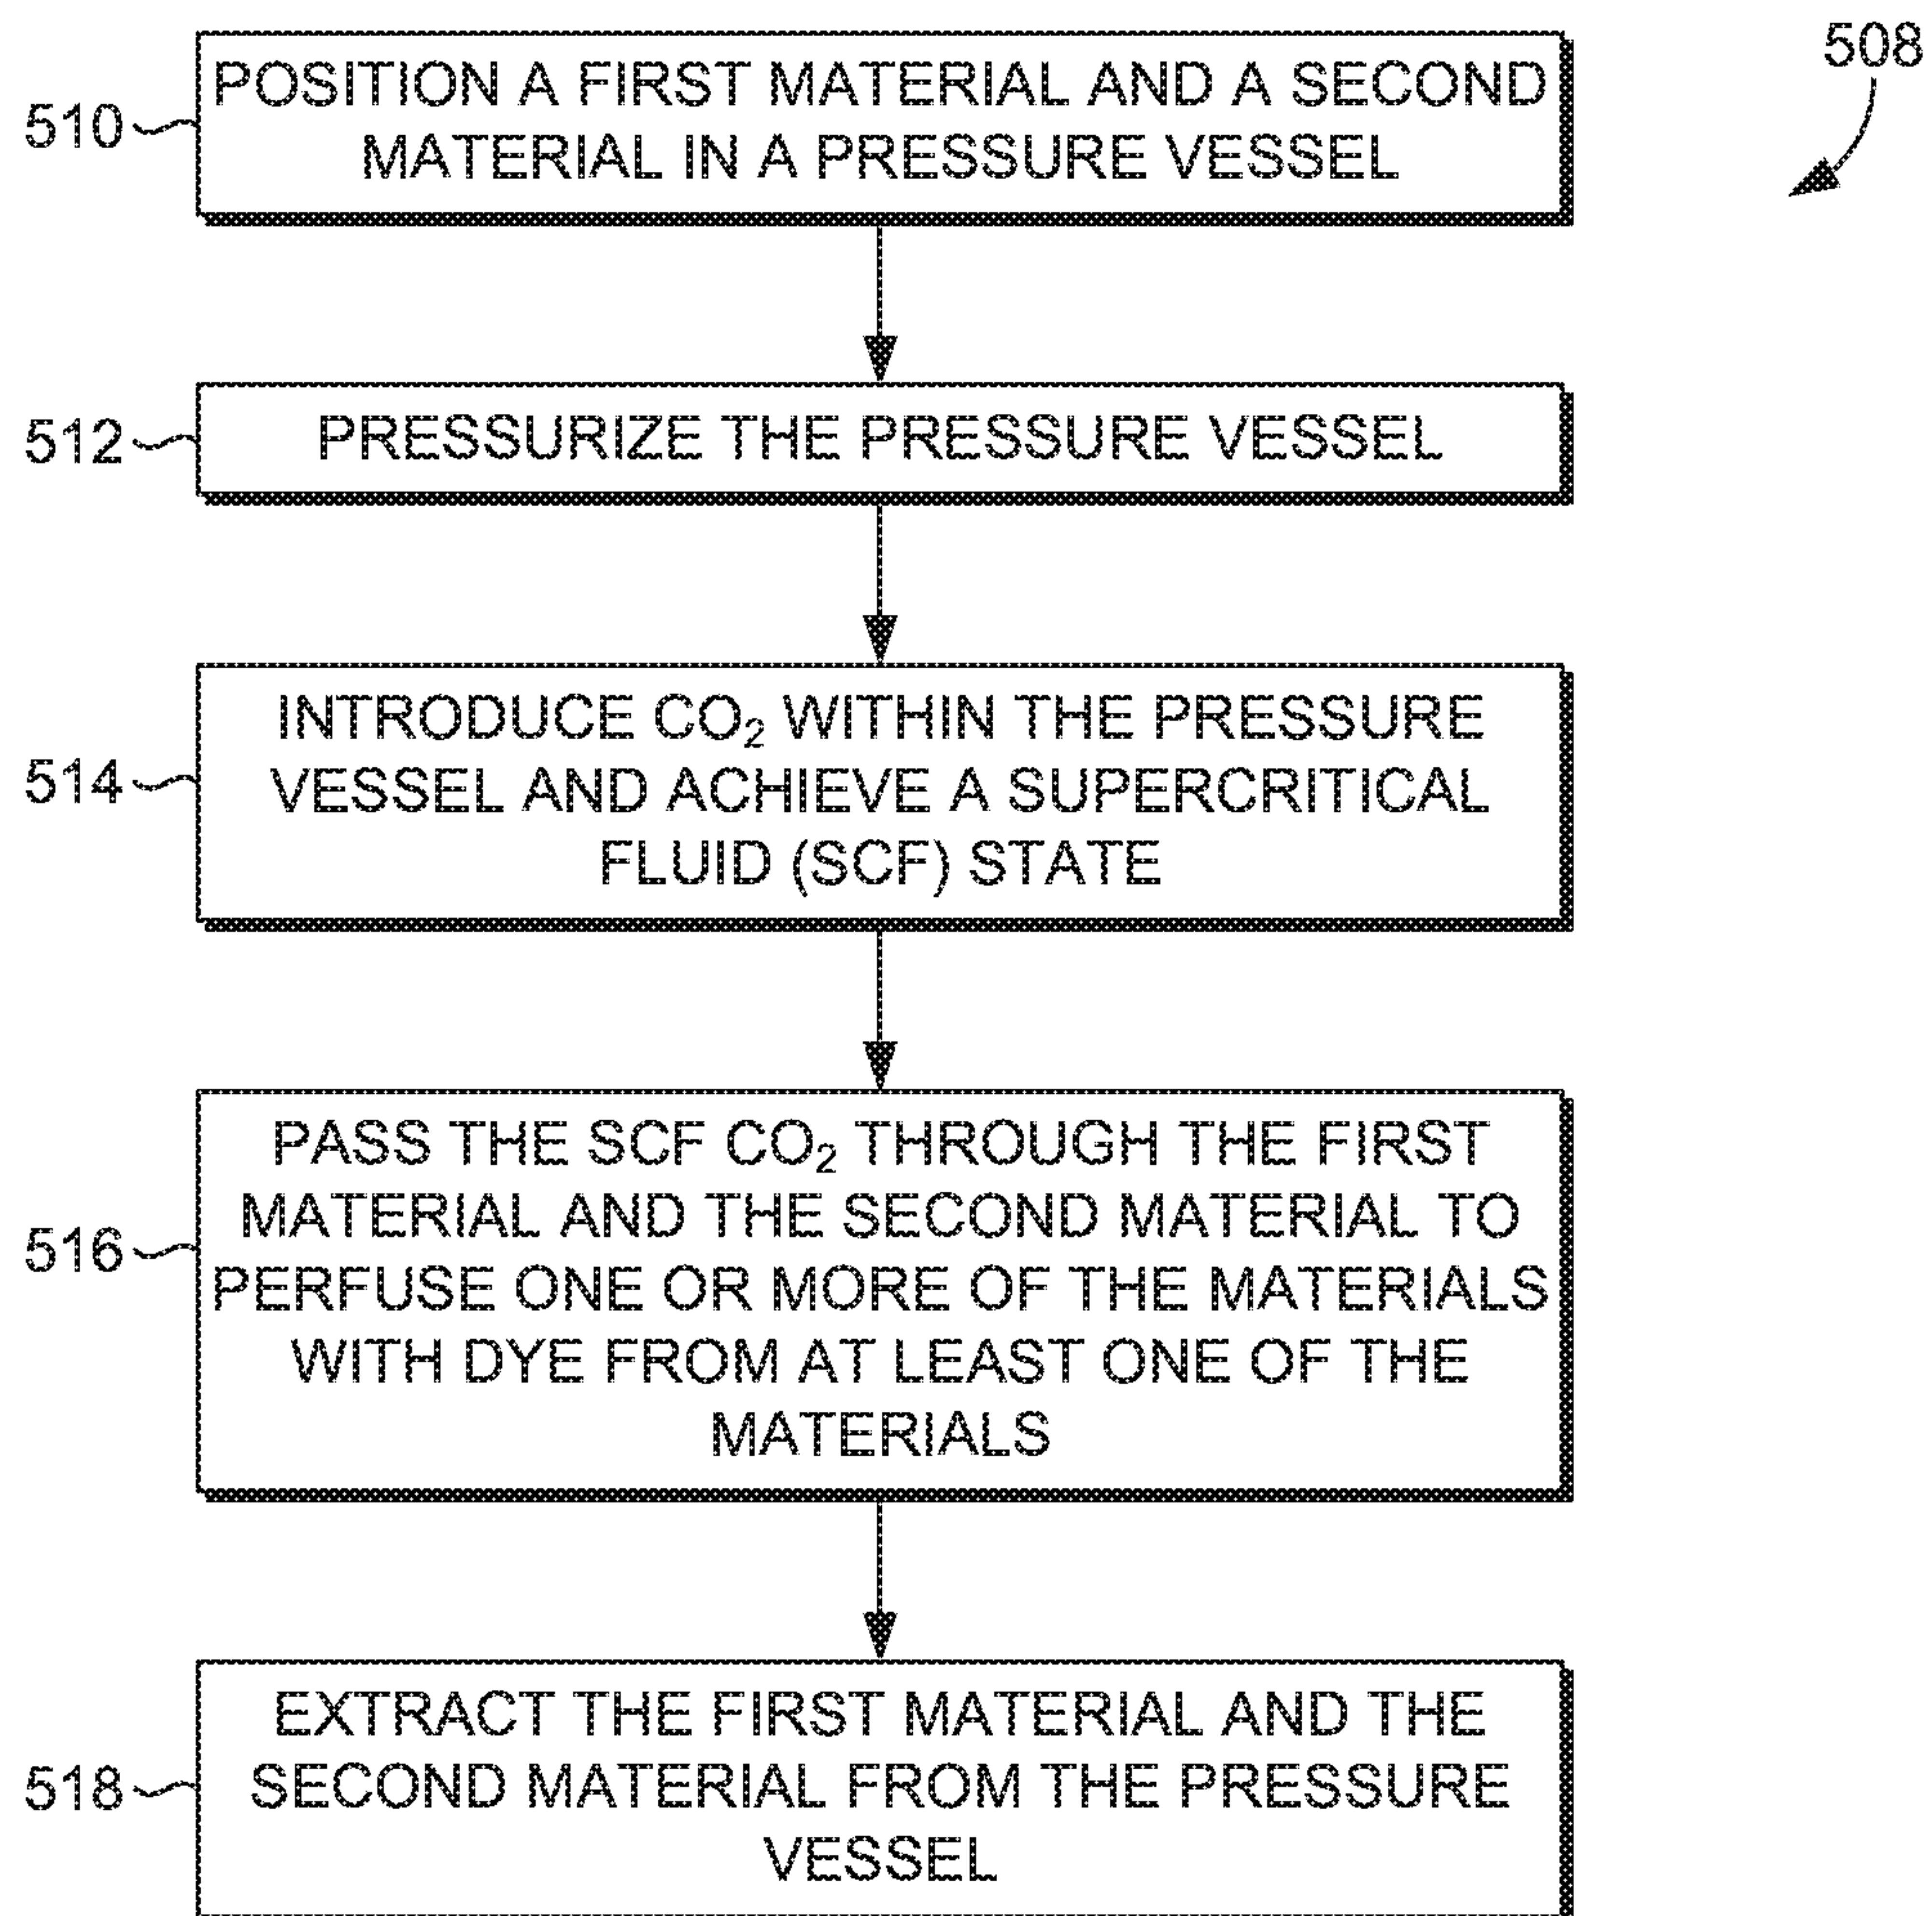 508
510
POSITION A FIRST MATERIAL AND A SECOND
MATERIAL IN A PRESSURE VESSEL
512
PRESSURIZE THE PRESSURE VESSEL
514
INTRODUCE CO₂ WITHIN THE PRESSURE
VESSEL AND ACHIEVE A SUPERCRITICAL
FLUID (SCF) STATE
516
PASS THE SCF CO₂ THROUGH THE FIRST
MATERIAL AND THE SECOND MATERIAL TO
PERFUSE ONE OR MORE OF THE MATERIALS
WITH DYE FROM AT LEAST ONE OF THE
MATERIALS
518
EXTRACT THE FIRST MATERIAL AND THE
SECOND MATERIAL FROM THE PRESSURE
VESSEL